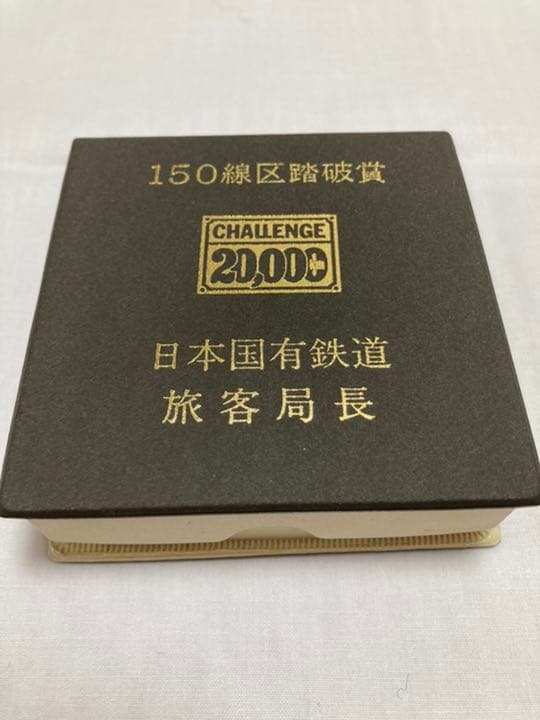 150線区踏破賞
CHALLENGE
20,000km
日本国有鉄道
旅客局長